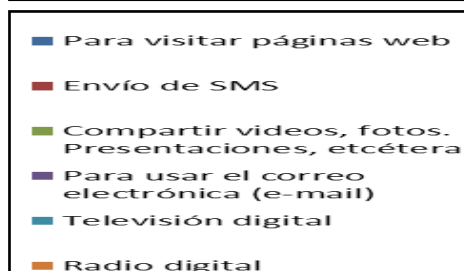 Para visitar páginas web
Envío de SMS
Compartir videos, fotos.
Presentaciones, etcétera
Para usar el correo
electrónica (e-mail)
Televisión digital
Radio digital